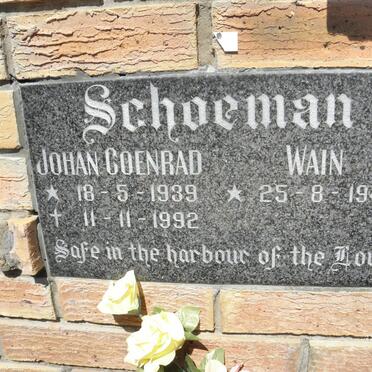 Schoeman
JOHAN COENRAD WAIN
★ 18-5-1939 ★ 25-8-19
✝ 11-11-1992
Safe in the harbour of the